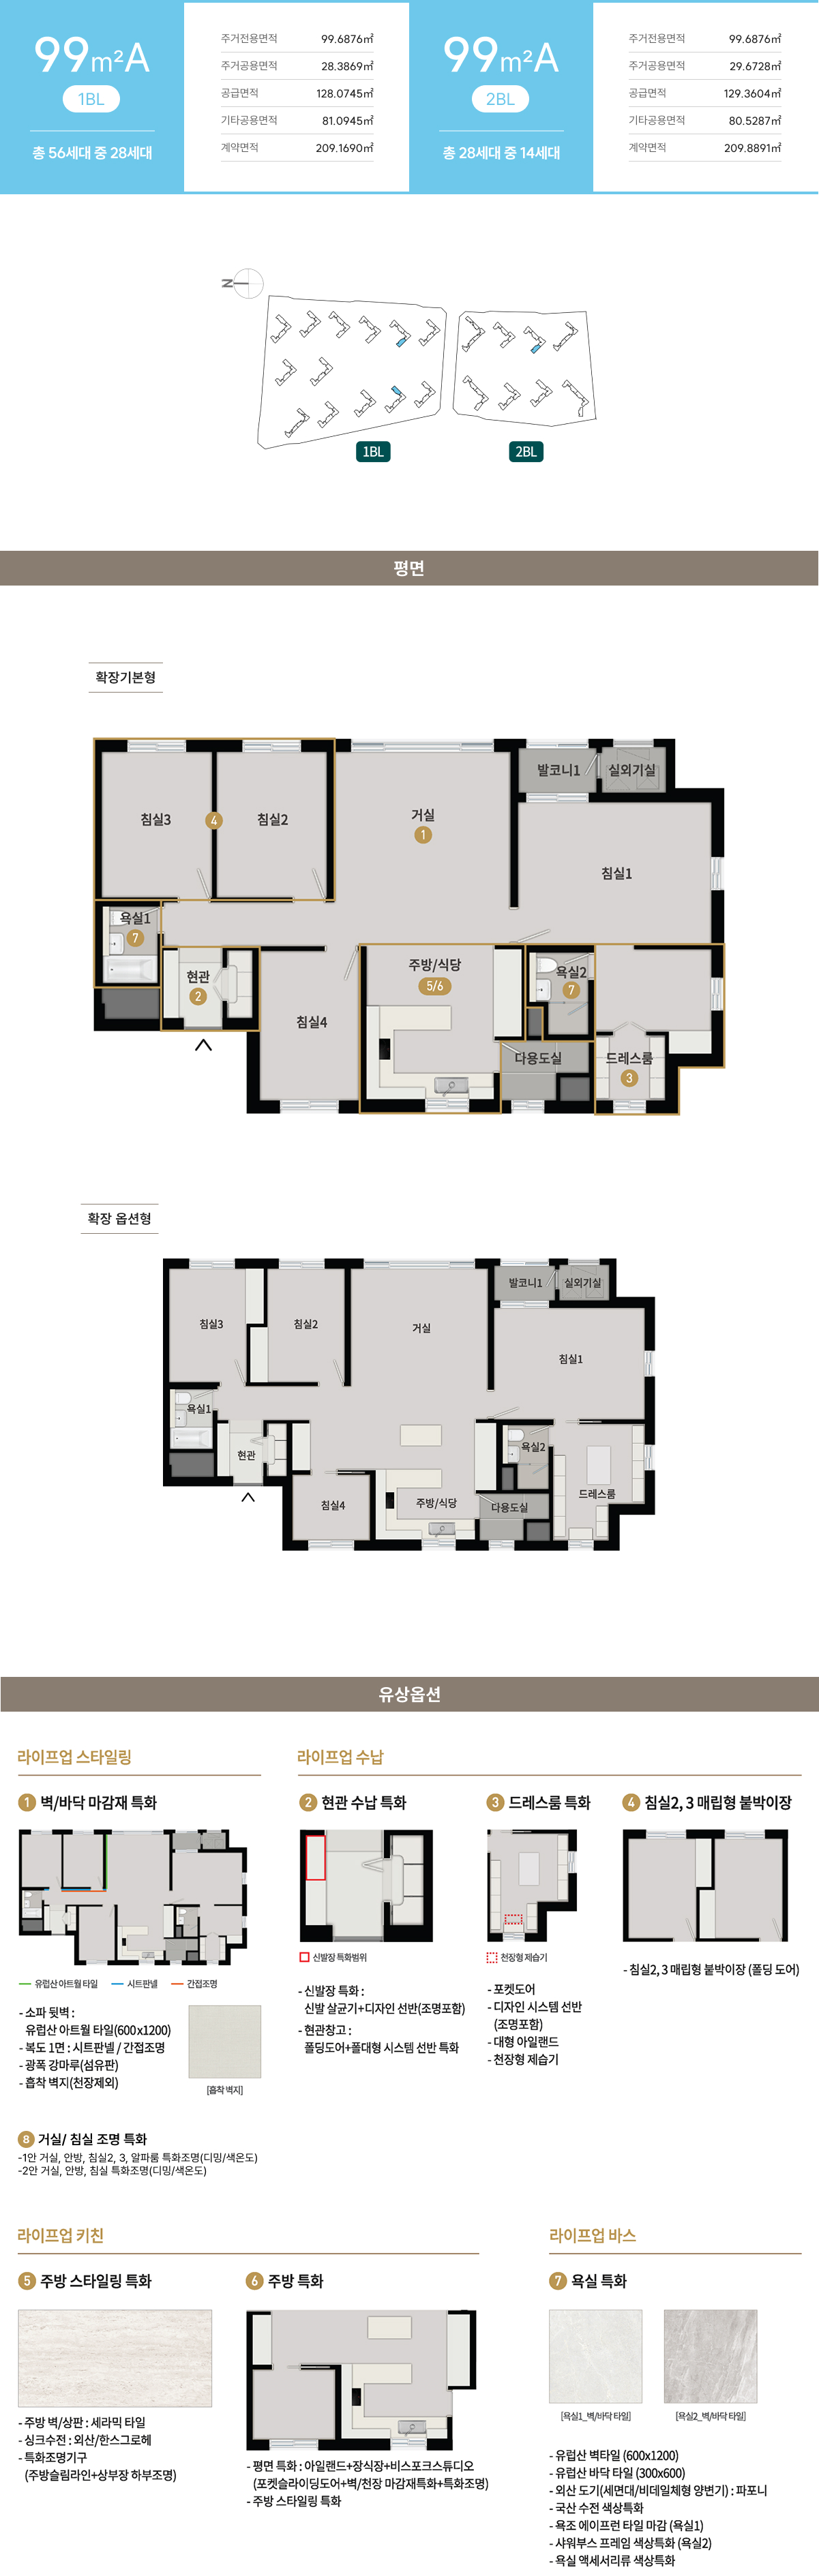 99m²A
1BL
총 56세대 중 28세대
주거전용면적 99.6876㎡
주거공용면적 28.3869㎡
공급면적 128.0745㎡
기타공용면적 81.0945㎡
계약면적 209.1690㎡
99m²A
2BL
총 28세대 중 14세대
주거전용면적 99.6876㎡
주거공용면적 29.6728㎡
공급면적 129.3604㎡
기타공용면적 80.5287㎡
계약면적 209.8891㎡
N
1BL
2BL
평면
확장기본형
발코니1
실외기실
침실3
4
침실2
거실
1
침실1
욕실1
7
현관
2
침실4
주방/식당
5/6
욕실2
7
다용도실
드레스룸
3
확장 옵션형
발코니1
실외기실
침실3
침실2
거실
침실1
욕실1
현관
침실4
주방/식당
욕실2
다용도실
드레스룸
유상옵션
라이프업 스타일링
1 벽/바닥 마감재 특화
유럽산 아트월 타일
시트판넬
간접조명
- 소파 뒷벽 :
유럽산 아트월 타일(600x1200)
- 복도 1면 : 시트판넬 / 간접조명
- 광폭 강마루(섬유판)
- 흡착 벽지(천장제외)
[흡착 벽지]
8 거실/ 침실 조명 특화
-1안 거실, 안방, 침실2, 3, 알파룸 특화조명(디밍/색온도)
-2안 거실, 안방, 침실 특화조명(디밍/색온도)
라이프업 수납
2 현관 수납 특화
신발장 특화범위
- 신발장 특화 :
신발 살균기+디자인 선반(조명포함)
- 현관창고 :
폴딩도어+폴대형 시스템 선반 특화
3 드레스룸 특화
천장형 제습기
- 포켓도어
- 디자인 시스템 선반
(조명포함)
- 대형 아일랜드
- 천장형 제습기
4 침실2, 3 매립형 붙박이장
- 침실2, 3 매립형 붙박이장 (폴딩 도어)
라이프업 키친
5 주방 스타일링 특화
- 주방 벽/상판 : 세라믹 타일
- 싱크수전 : 외산/한스그로헤
- 특화조명기구
(주방슬림라인+상부장 하부조명)
6 주방 특화
- 평면 특화 : 아일랜드+장식장+비스포크스튜디오
(포켓슬라이딩도어+벽/천장 마감재특화+특화조명)
- 주방 스타일링 특화
라이프업 바스
7 욕실 특화
[욕실1_벽/바닥 타일]
[욕실2_벽/바닥 타일]
- 유럽산 벽타일 (600x1200)
- 유럽산 바닥 타일 (300x600)
- 외산 도기(세면대/비데일체형 양변기) : 파포니
- 국산 수전 색상특화
- 욕조 에이프런 타일 마감 (욕실1)
- 샤워부스 프레임 색상특화 (욕실2)
- 욕실 액세서리류 색상특화